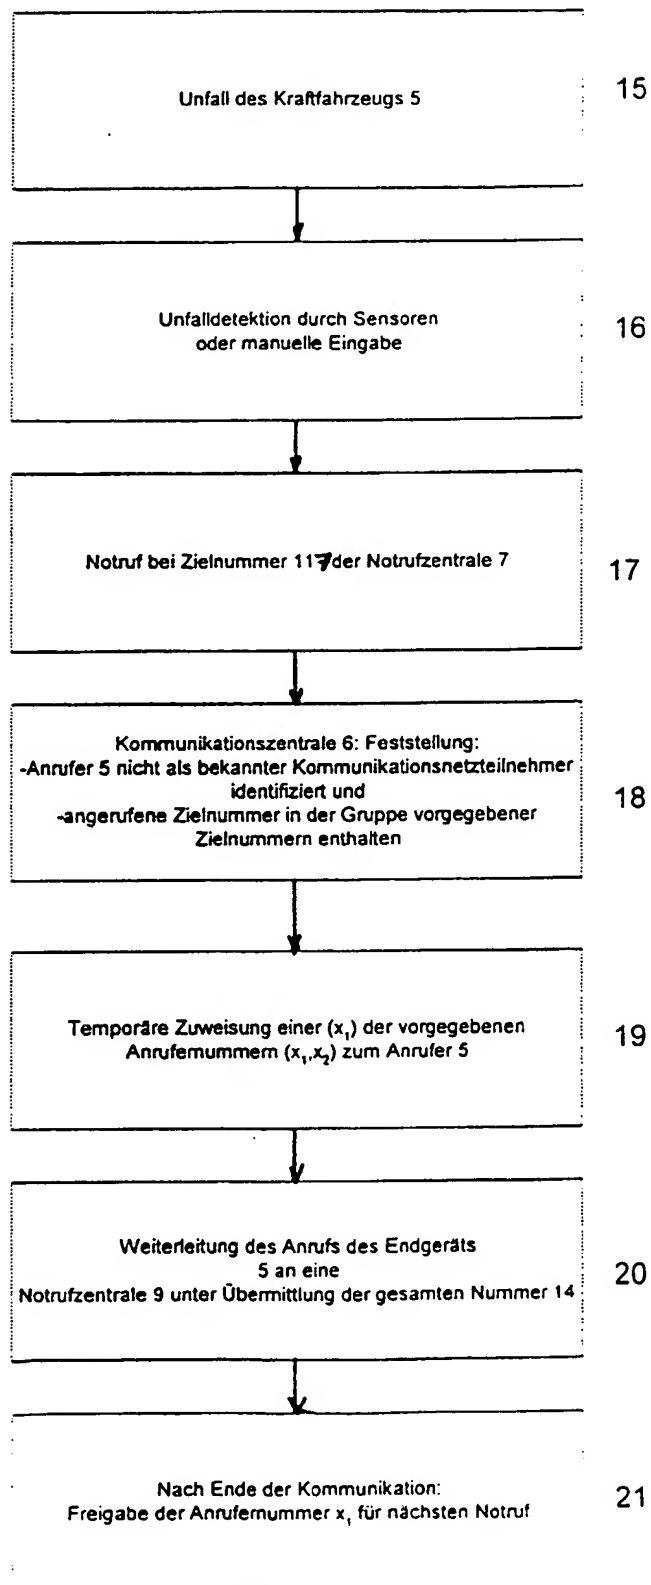 Unfall des Kraftfahrzeugs 5
15
Unfalldetektion durch Sensoren
oder manuelle Eingabe
16
Notruf bei Zielnummer 117 der Notrufzentrale 7
17
Kommunikationszentrale 6: Feststellung:
-Anrufer 5 nicht als bekannter Kommunikationsnetzteilnehmer
identifiziert und
-angerufene Zielnummer in der Gruppe vorgegebener
Zielnummern enthalten
18
Temporäre Zuweisung einer (x₁) der vorgegebenen
Anrufernummern (x₁,x₂) zum Anrufer 5
19
Weiterleitung des Anrufs des Endgeräts
5 an eine
Notrufzentrale 9 unter Übermittlung der gesamten Nummer 14
20
Nach Ende der Kommunikation:
Freigabe der Anrufernummer x₁ für nächsten Notruf
21